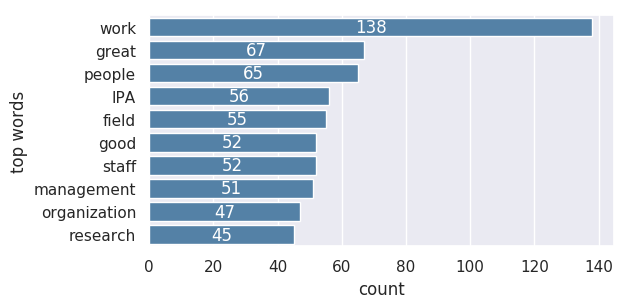 work 138
great 67
people 65
IPA 56
field 55
good 52
staff 52
management 51
organization 47
research 45
top words
0 20 40 60 80 100 120 140
count